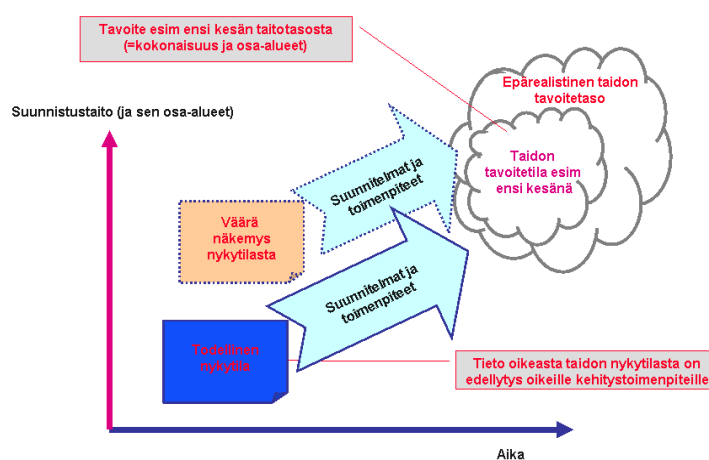 Tavoite esim ensi kesän taitotasosta
(=kokonaisuus ja osa-alueet)
Epärealistinen taidon
tavoitetaso
Suunnistustaito (ja sen osa-alueet)
Taidon
tavoitetila esim
ensi kesänä
Suunnitelmat ja
toimenpiteet
Väärä
näkemys
nykytilasta
Suunnitelmat ja
toimenpiteet
Todellinen
nykytila
Tieto oikeasta taidon nykytilasta on
edellytys oikeille kehitystoimenpiteille
Aika